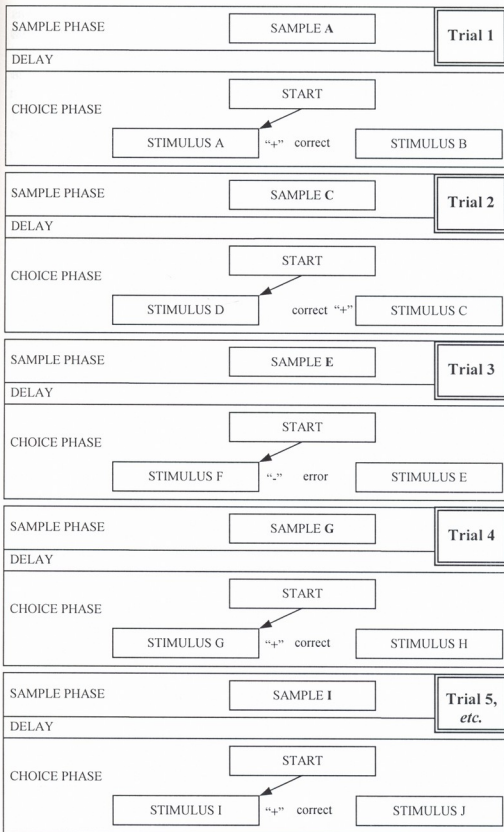 SAMPLE PHASE SAMPLE A Trial 1
DELAY
START
CHOICE PHASE
STIMULUS A “+” correct STIMULUS B
SAMPLE PHASE SAMPLE C Trial 2
DELAY
START
CHOICE PHASE
STIMULUS D correct “+” STIMULUS C
SAMPLE PHASE SAMPLE E Trial 3
DELAY
START
CHOICE PHASE
STIMULUS F “-” error STIMULUS E
SAMPLE PHASE SAMPLE G Trial 4
DELAY
START
CHOICE PHASE
STIMULUS G “+” correct STIMULUS H
SAMPLE PHASE SAMPLE I Trial 5,
etc.
DELAY
START
CHOICE PHASE
STIMULUS I “+” correct STIMULUS J